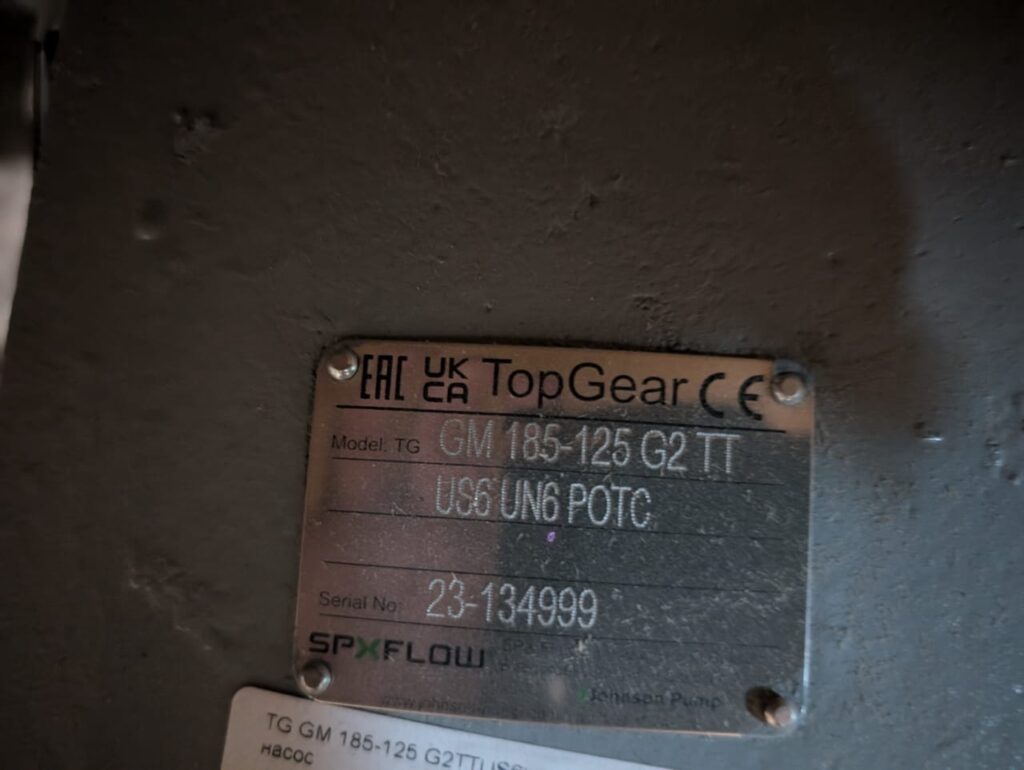 EAC UK CA TopGear CE
Model: TG GM 185-125 G2 TT
US6 UN6 POTC
Serial No: 23-134999
SPXFLOW
Johnson Pump
TG GM 185-125 G2TTUS6
насос